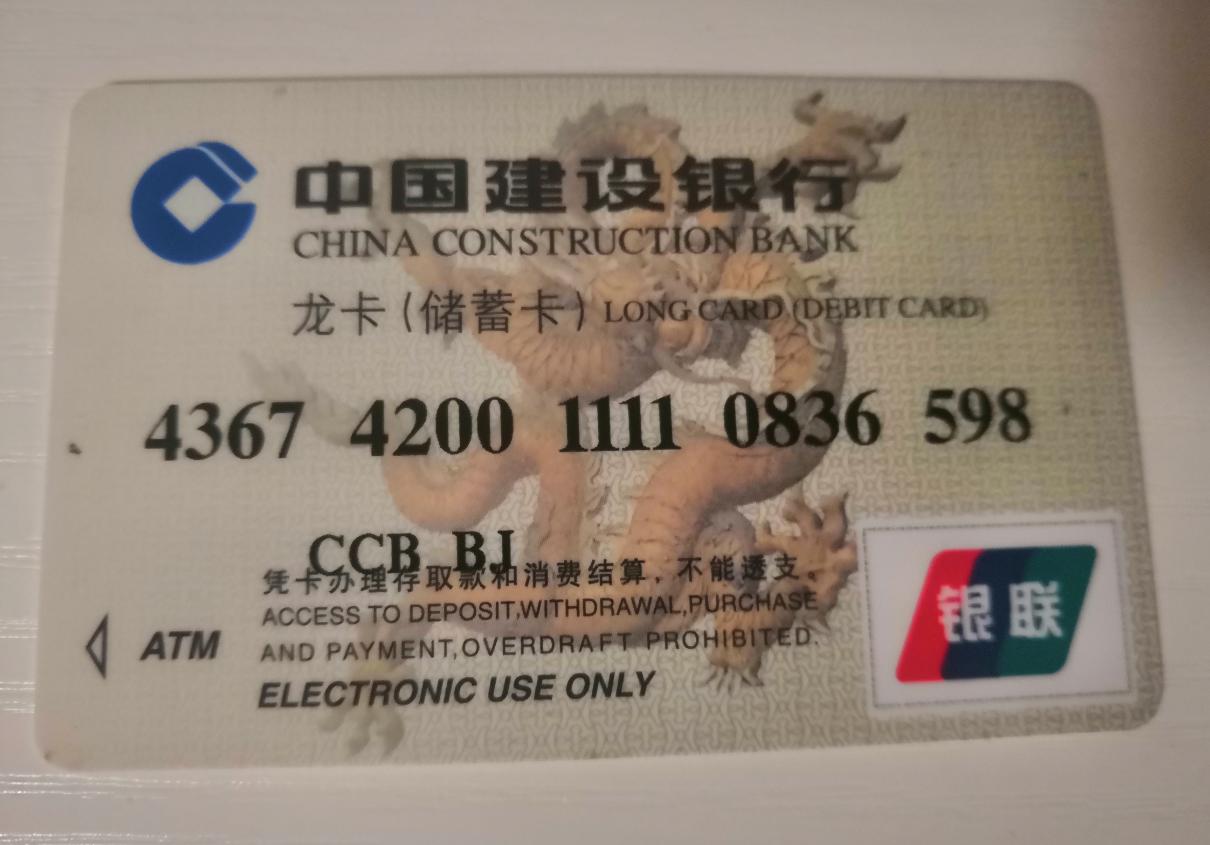 中国建设银行
CHINA CONSTRUCTION BANK
龙卡(储蓄卡) LONG CARD (DEBIT CARD)
4367 4200 1111 0836 598
CCB BJ
凭卡办理存取款和消费结算,不能透支。
ACCESS TO DEPOSIT,WITHDRAWAL,PURCHASE
AND PAYMENT,OVERDRAFT PROHIBITED.
ATM
ELECTRONIC USE ONLY
银联